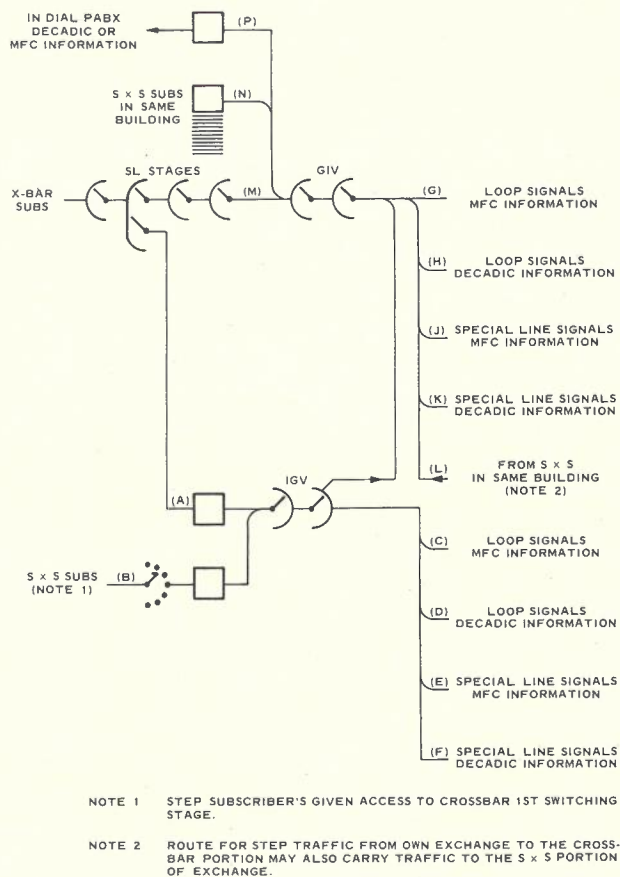 IN DIAL PABX
DECADIC OR
MFC INFORMATION
(P)
S × S SUBS
IN SAME
BUILDING
(N)
SL STAGES
GIV
X-BAR
SUBS
(M)
(G)
LOOP SIGNALS
MFC INFORMATION
(H)
LOOP SIGNALS
DECADIC INFORMATION
(J)
SPECIAL LINE SIGNALS
MFC INFORMATION
(K)
SPECIAL LINE SIGNALS
DECADIC INFORMATION
(L)
FROM S × S
IN SAME BUILDING
(NOTE 2)
IGV
(A)
(C)
LOOP SIGNALS
MFC INFORMATION
S × S SUBS
(NOTE 1)
(B)
(D)
LOOP SIGNALS
DECADIC INFORMATION
(E)
SPECIAL LINE SIGNALS
MFC INFORMATION
(F)
SPECIAL LINE SIGNALS
DECADIC INFORMATION
NOTE 1 STEP SUBSCRIBER'S GIVEN ACCESS TO CROSSBAR 1ST SWITCHING
STAGE.
NOTE 2 ROUTE FOR STEP TRAFFIC FROM OWN EXCHANGE TO THE CROSS-
BAR PORTION MAY ALSO CARRY TRAFFIC TO THE S × S PORTION
OF EXCHANGE.